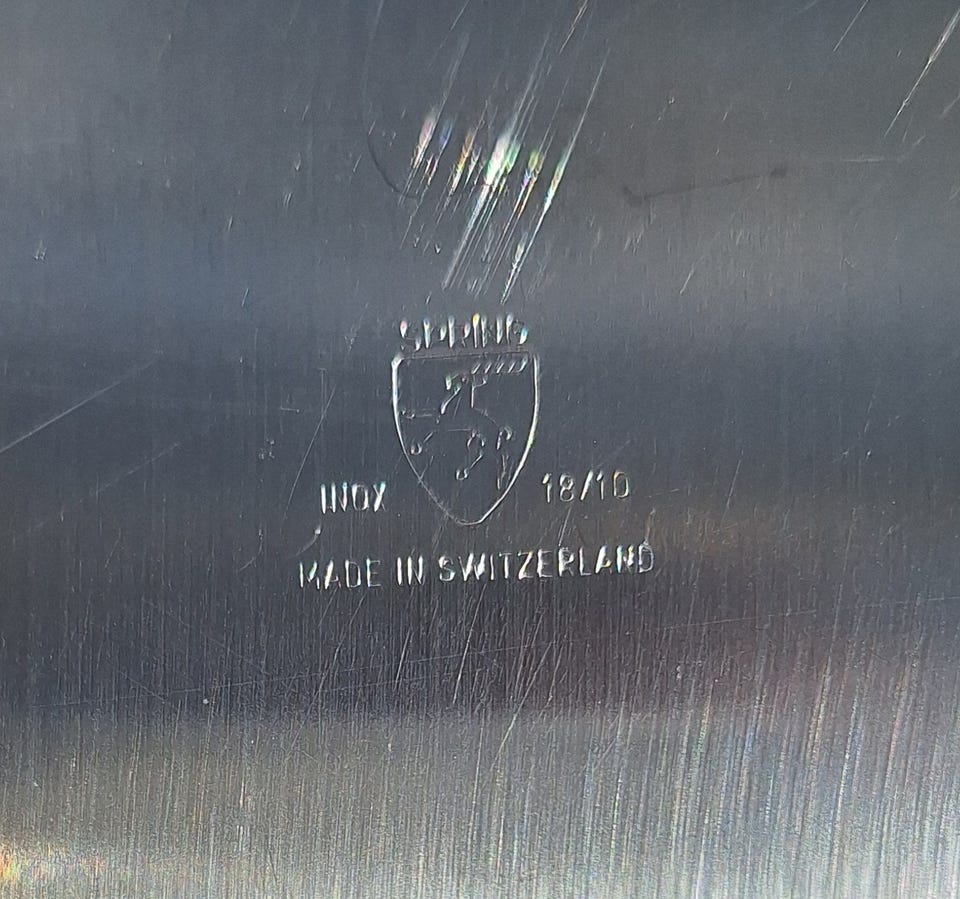 SPRING
INOX 18/10
MADE IN SWITZERLAND